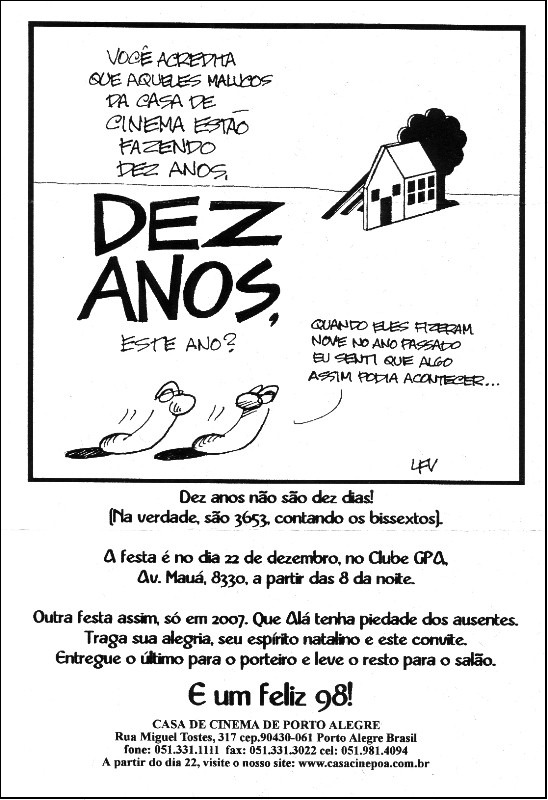 VOCÊ ACREDITA
QUE AQUELES MALUCOS
DA CASA DE
CINEMA ESTÃO
FAZENDO
DEZ ANOS,
DEZ
ANOS,
ESTE ANO?
QUANDO ELES FIZERAM
NOVE NO ANO PASSADO
EU SENTI QUE ALGO
ASSIM PODIA ACONTECER...
LFV
Dez anos não são dez dias!
(Na verdade, são 3653, contando os bissextos).
A festa é no dia 22 de dezembro, no Clube GPA,
Av. Mauá, 8330, a partir das 8 da noite.
Outra festa assim, só em 2007. Que Alá tenha piedade dos ausentes.
Traga sua alegria, seu espírito natalino e este convite.
Entregue o último para o porteiro e leve o resto para o salão.
E um feliz 98!
CASA DE CINEMA DE PORTO ALEGRE
Rua Miguel Tostes, 317 cep.90430-061 Porto Alegre Brasil
fone: 051.331.1111 fax: 051.331.3022 cel: 051.981.4094
A partir do dia 22, visite o nosso site: www.casacinepoa.com.br